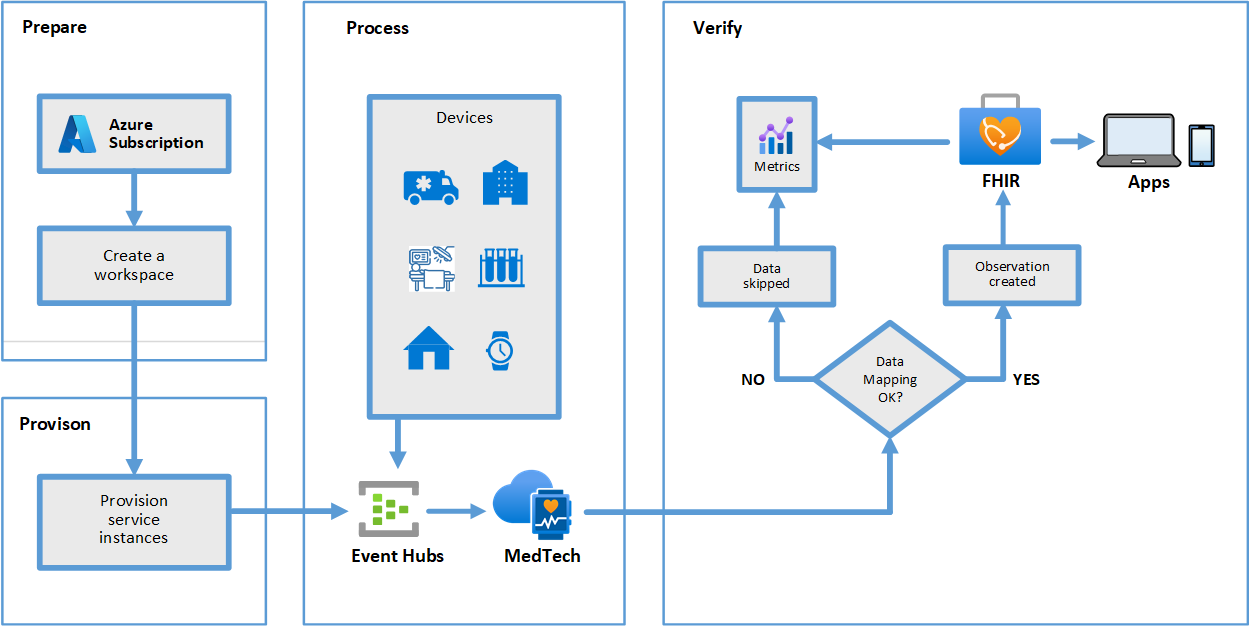 Prepare
Azure
Subscription
Create a
workspace
Provison
Provision
service
instances
Process
Devices
Event Hubs
MedTech
Verify
Metrics
FHIR
Apps
Data
skipped
Observation
created
Data
Mapping
OK?
NO
YES